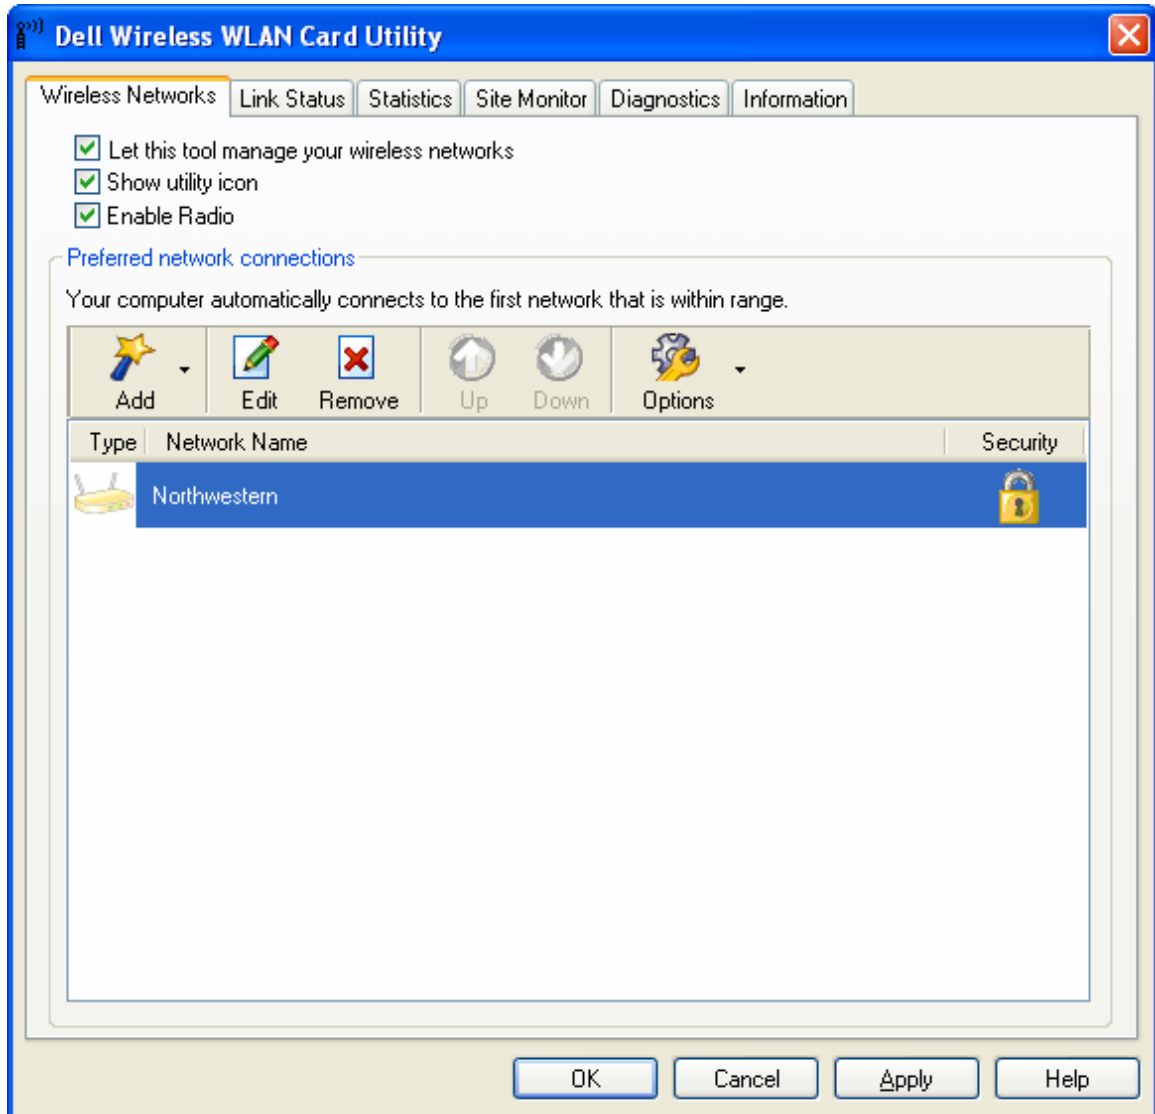 Dell Wireless WLAN Card Utility
Wireless Networks Link Status Statistics Site Monitor Diagnostics Information
Let this tool manage your wireless networks
Show utility icon
Enable Radio
Preferred network connections
Your computer automatically connects to the first network that is within range.
Add Edit Remove Up Down Options
Type Network Name Security
Northwestern
OK Cancel Apply Help